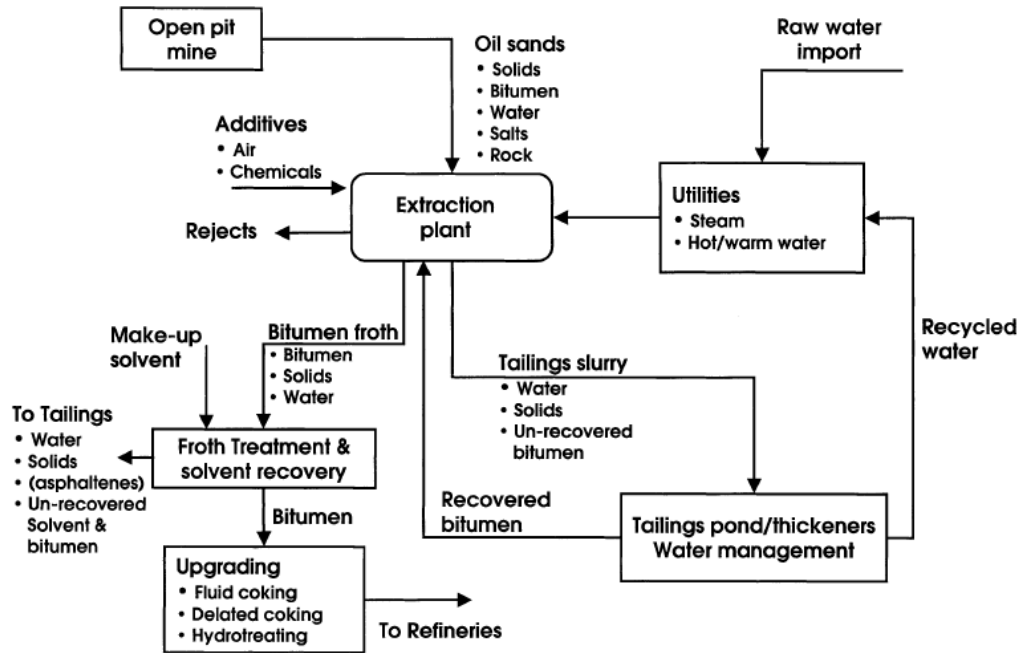 Open pit
mine
Oil sands
• Solids
• Bitumen
• Water
• Salts
• Rock
Raw water
import
Additives
• Air
• Chemicals
Extraction
plant
Rejects
Utilities
• Steam
• Hot/warm water
Recycled
water
Make-up
solvent
Bitumen froth
• Bitumen
• Solids
• Water
Tailings slurry
• Water
• Solids
• Un-recovered
bitumen
To Tailings
• Water
• Solids
• (asphaltenes)
• Un-recovered
Solvent &
bitumen
Froth Treatment &
solvent recovery
Bitumen
Recovered
bitumen
Tailings pond/thickeners
Water management
Upgrading
• Fluid coking
• Delated coking
• Hydrotreating
To Refineries